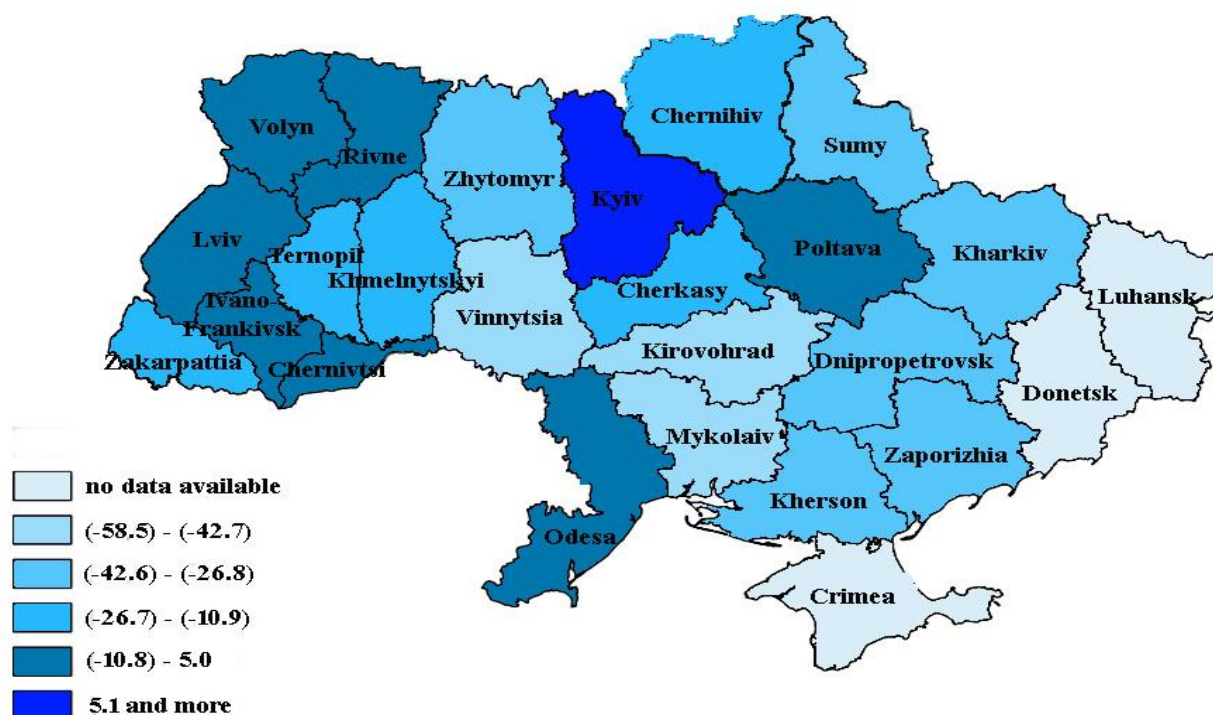 Chernihiv
Volyn
Sumy
Rivne
Zhytomyr
Kyiv
Lviv
Ternopil
Poltava
Kharkiv
Khmelnytskyi
Cherkasy
Luhansk
Ivano-
Frankivsk
Vinnytsia
Kirovohrad
Zakarpattia
Chernivtsi
Dnipropetrovsk
Donetsk
Mykolaiv
Zaporizhia
Kherson
Odesa
Crimea
no data available
(-58.5) - (-42.7)
(-42.6) - (-26.8)
(-26.7) - (-10.9)
(-10.8) - 5.0
5.1 and more